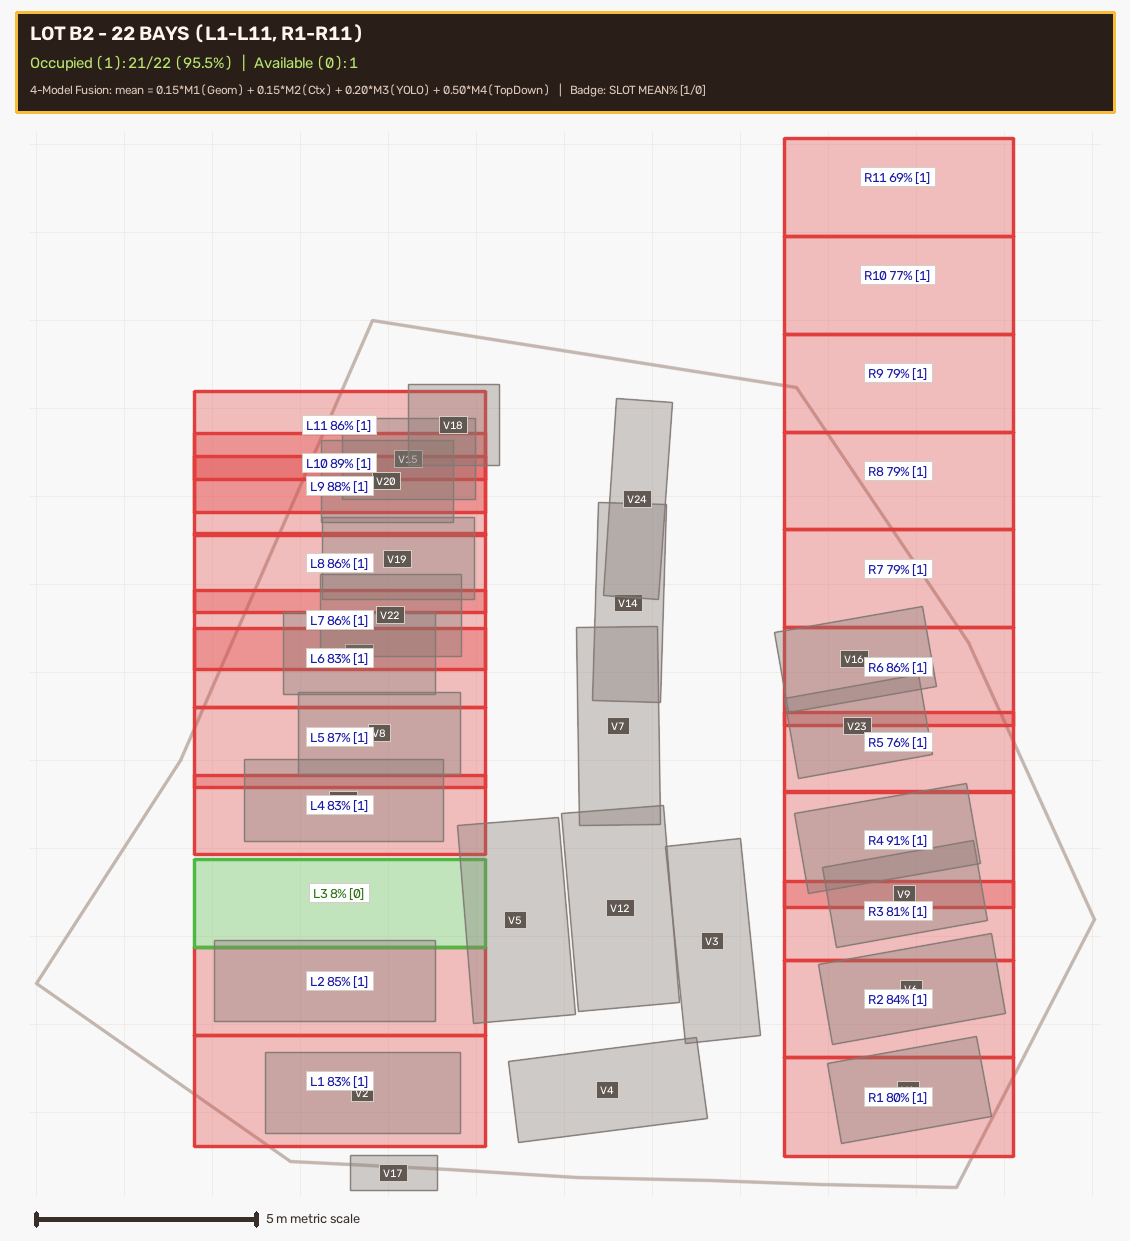 LOT B2 - 22 BAYS (L1-L11, R1-R11)
Occupied (1): 21/22 (95.5%) | Available (0): 1
4-Model Fusion: mean = 0.15*M1(Geom) + 0.15*M2(Ctx) + 0.20*M3(YOLO) + 0.50*M4(TopDown) | Badge: SLOT MEAN% [1/0]
R11 69% [1]
R10 77% [1]
R9 79% [1]
L11 86% [1]
V18
V15
L10 89% [1]
R8 79% [1]
V20
L9 88% [1]
V24
V19
L8 86% [1]
R7 79% [1]
V14
V22
L7 86% [1]
L6 83% [1]
V16
R6 86% [1]
V7
V23
V8
L5 87% [1]
R5 76% [1]
L4 83% [1]
R4 91% [1]
L3 8% [0]
V9
V12
R3 81% [1]
V5
V3
L2 85% [1]
V6
R2 84% [1]
L1 83% [1]
V2
V4
R1 80% [1]
V17
5 m metric scale